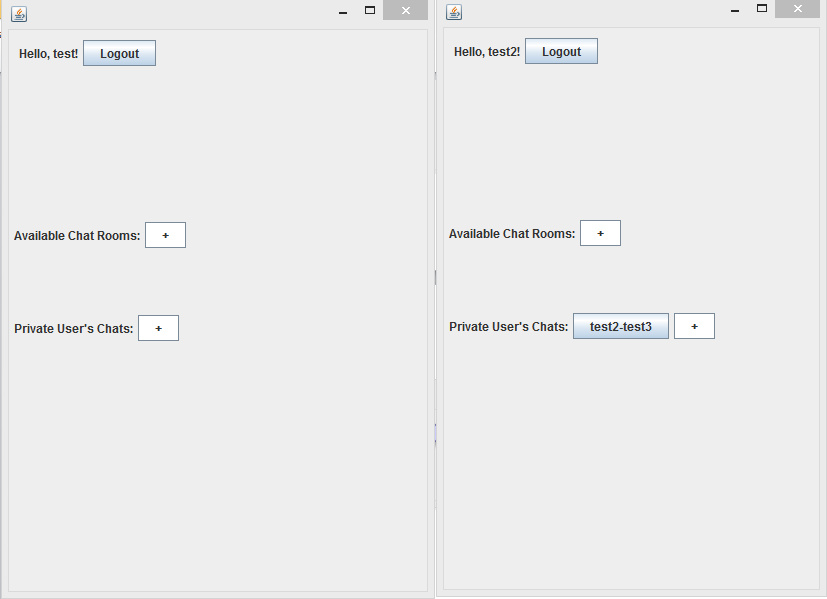 Hello, test! Logout
Available Chat Rooms: +
Private User's Chats: +
Hello, test2! Logout
Available Chat Rooms: +
Private User's Chats: test2-test3 +